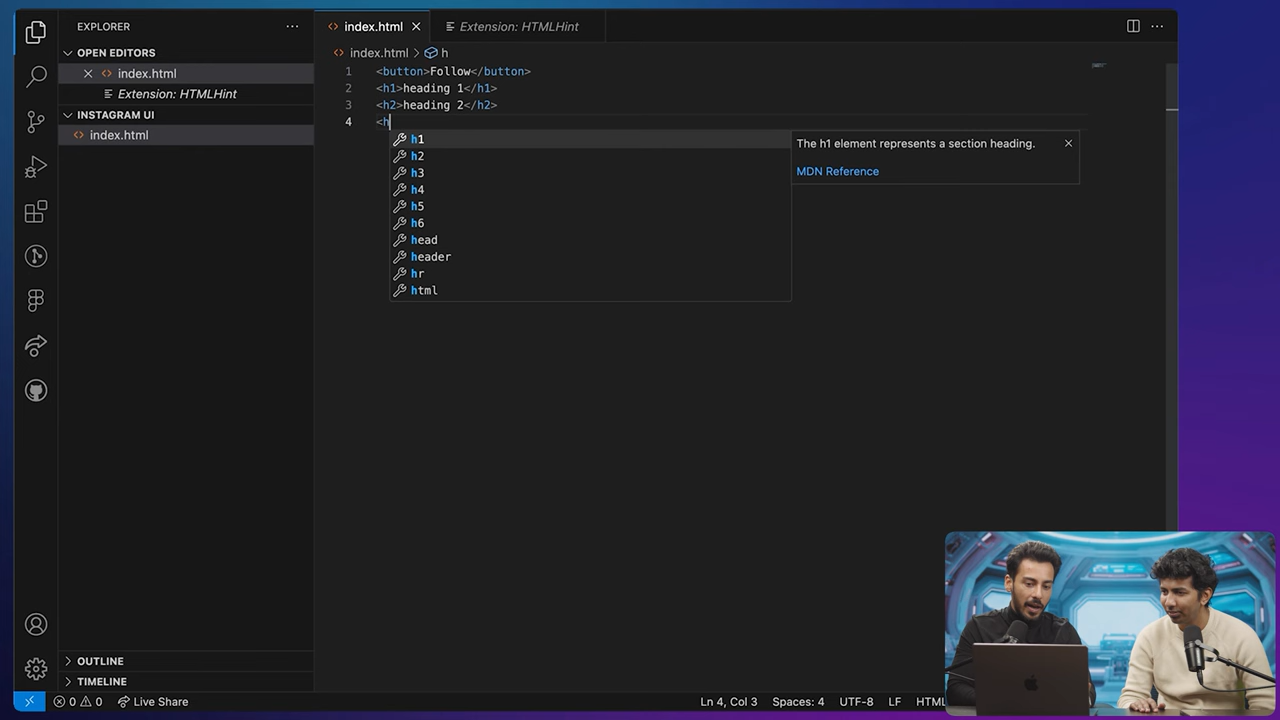 EXPLORER
OPEN EDITORS
index.html
Extension: HTMLHint
INSTAGRAM UI
index.html
OUTLINE
TIMELINE
index.html
Extension: HTMLHint
index.html > h
1 <button>Follow</button>
2 <h1>heading 1</h1>
3 <h2>heading 2</h2>
4 <h
h1
h2
h3
h4
h5
h6
head
header
hr
html
The h1 element represents a section heading.
MDN Reference
0 0 Live Share
Ln 4, Col 3 Spaces: 4 UTF-8 LF HTML